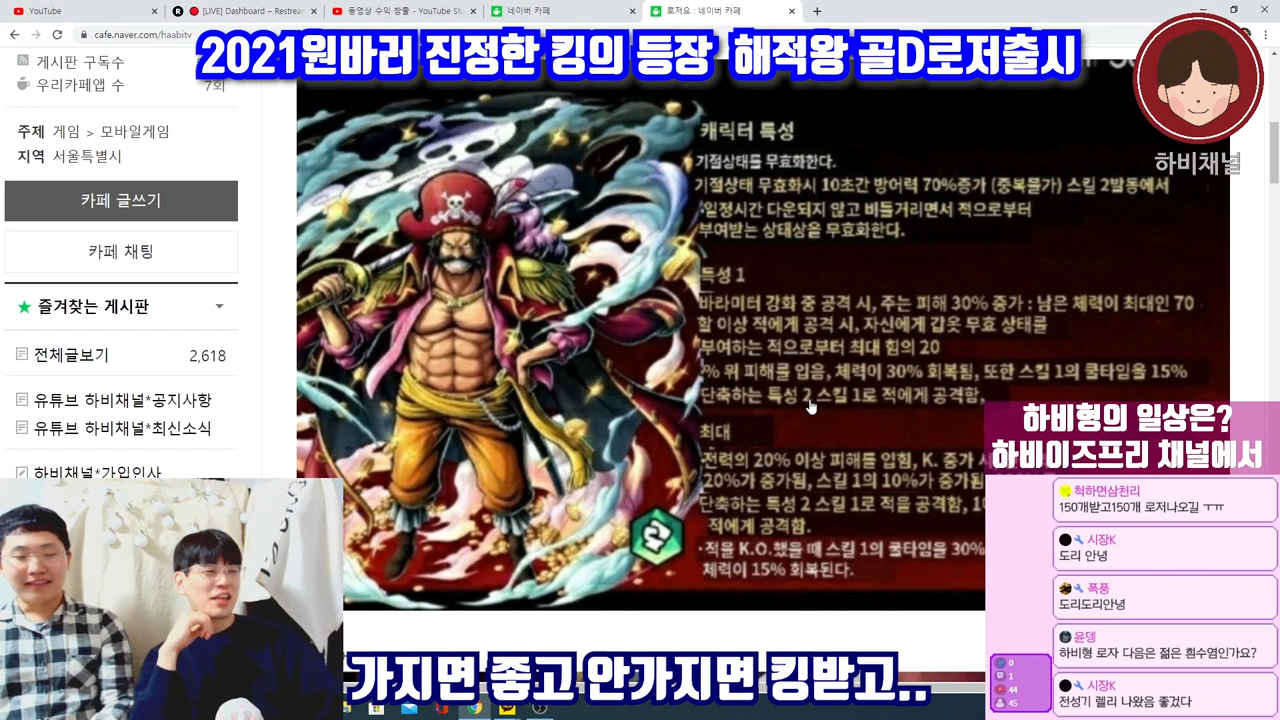 YouTube
[LIVE] Dashboard – Restrea
동영상 수익 창출 - YouTube Stu
네이버 카페
로저요 : 네이버 카페
cafe.naver.com/haabitv
2021원바러 진정한 킹의 등장 해적왕 골D로저출시
게시판 구독수
우리카페앱 수
7회
주제 게임 > 모바일게임
지역 서울특별시
카페 글쓰기
카페 채팅
즐겨찾는 게시판
전체글보기 2,618
유튜브 하비채널*공지사항
유튜브 하비채널*최신소식
하비채널*가입인사
하비채널
캐릭터 특성
기절상태를 무효화한다.
기절상태 무효화시 10초간 방어력 70%증가 (중복불가) 스킬 2발동에서
·일정시간 다운되지 않고 비틀거리면서 적으로부터
부여받는 상태상을 무효화한다.
특성 1
바라미터 강화 중 공격 시, 주는 피해 30% 증가 : 남은 체력이 최대인 70
할 이상 적에게 공격 시, 자신에게 갑옷 무효 상태를
부여하는 적으로부터 최대 힘의 20
% 위 피해를 입음, 체력이 30% 회복됨, 또한 스킬 1의 쿨타임을 15%
단축하는 특성 2 스킬 1로 적에게 공격함,
최대
전력의 20% 이상 피해를 입힘, K. 증가
20%가 증가됨, 스킬 1의 10%가 증가됨
단축하는 특성 2 스킬 1로 적을 공격함, 1
적에게 공격함.
·적을 K.O.했을 때 스킬 1의 쿨타임을 30%
체력이 15% 회복된다.
2
하비형의 일상은?
하비이즈프리 채널에서
척하면삼천리
150개받고150개 로저나오길 ㅜㅠ
시장K
도리 안녕
폭풍
도리도리안녕
윤뎅
하비형 로자 다음은 젊은 흰수염인가요?
시장K
전성기 렐리 나왔음 좋겄다
0
1
44
45
가지면 좋고 안가지면 킹받고..